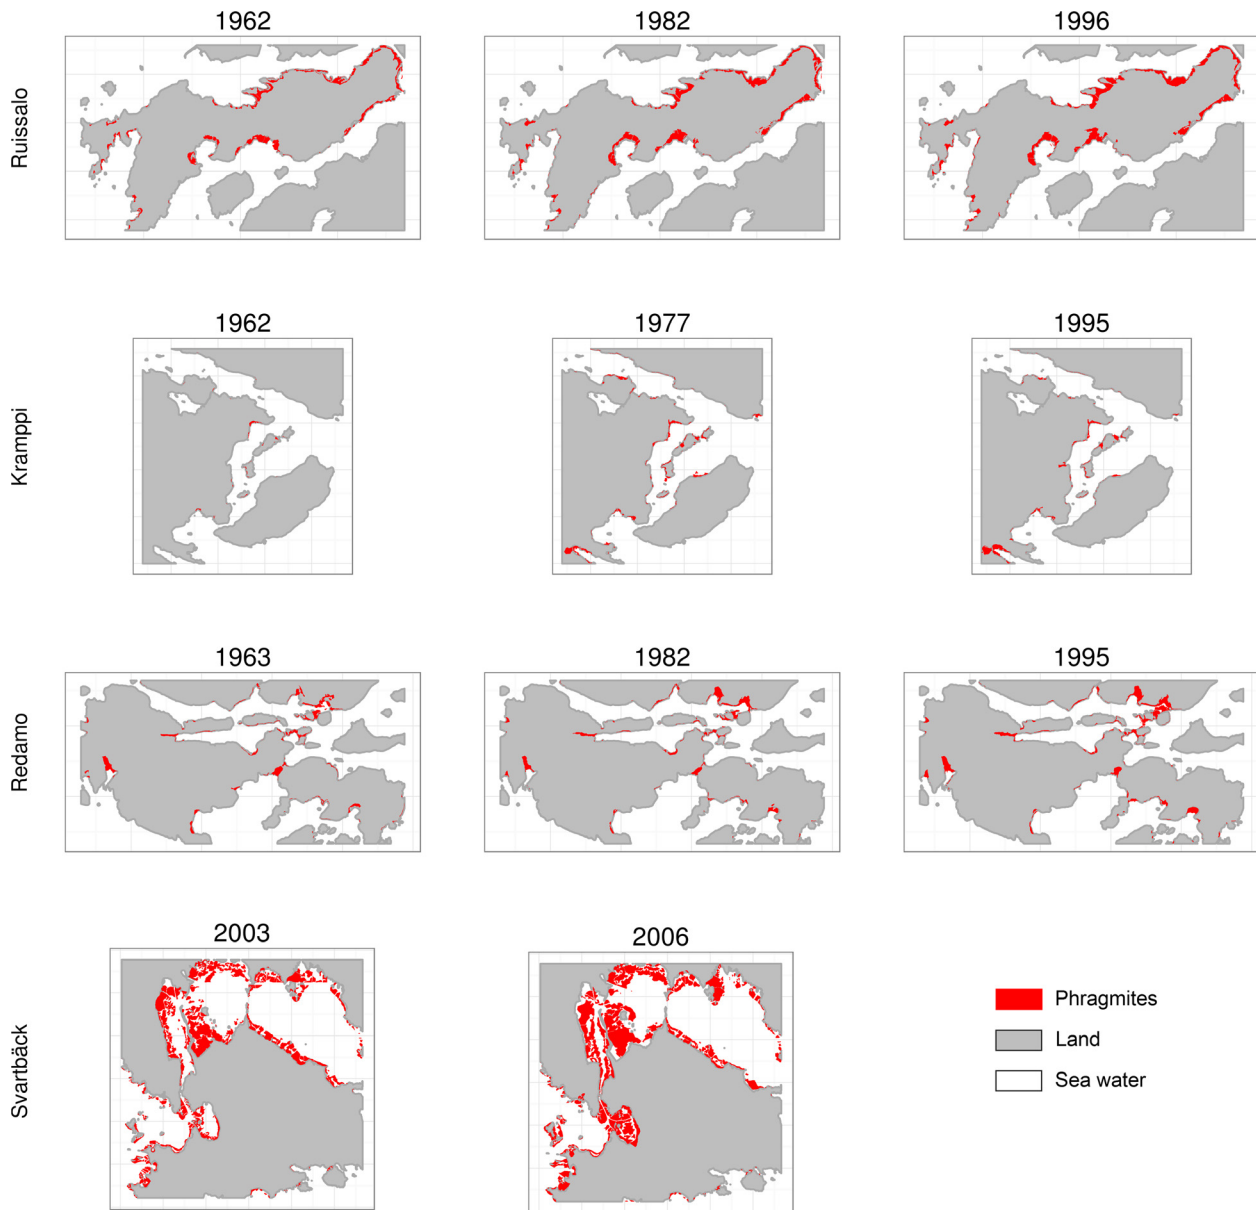 1962 1982 1996
Ruissalo
1962 1977 1995
Kramppi
1963 1982 1995
Redamo
2003 2006
Svartbäck
Phragmites
Land
Sea water